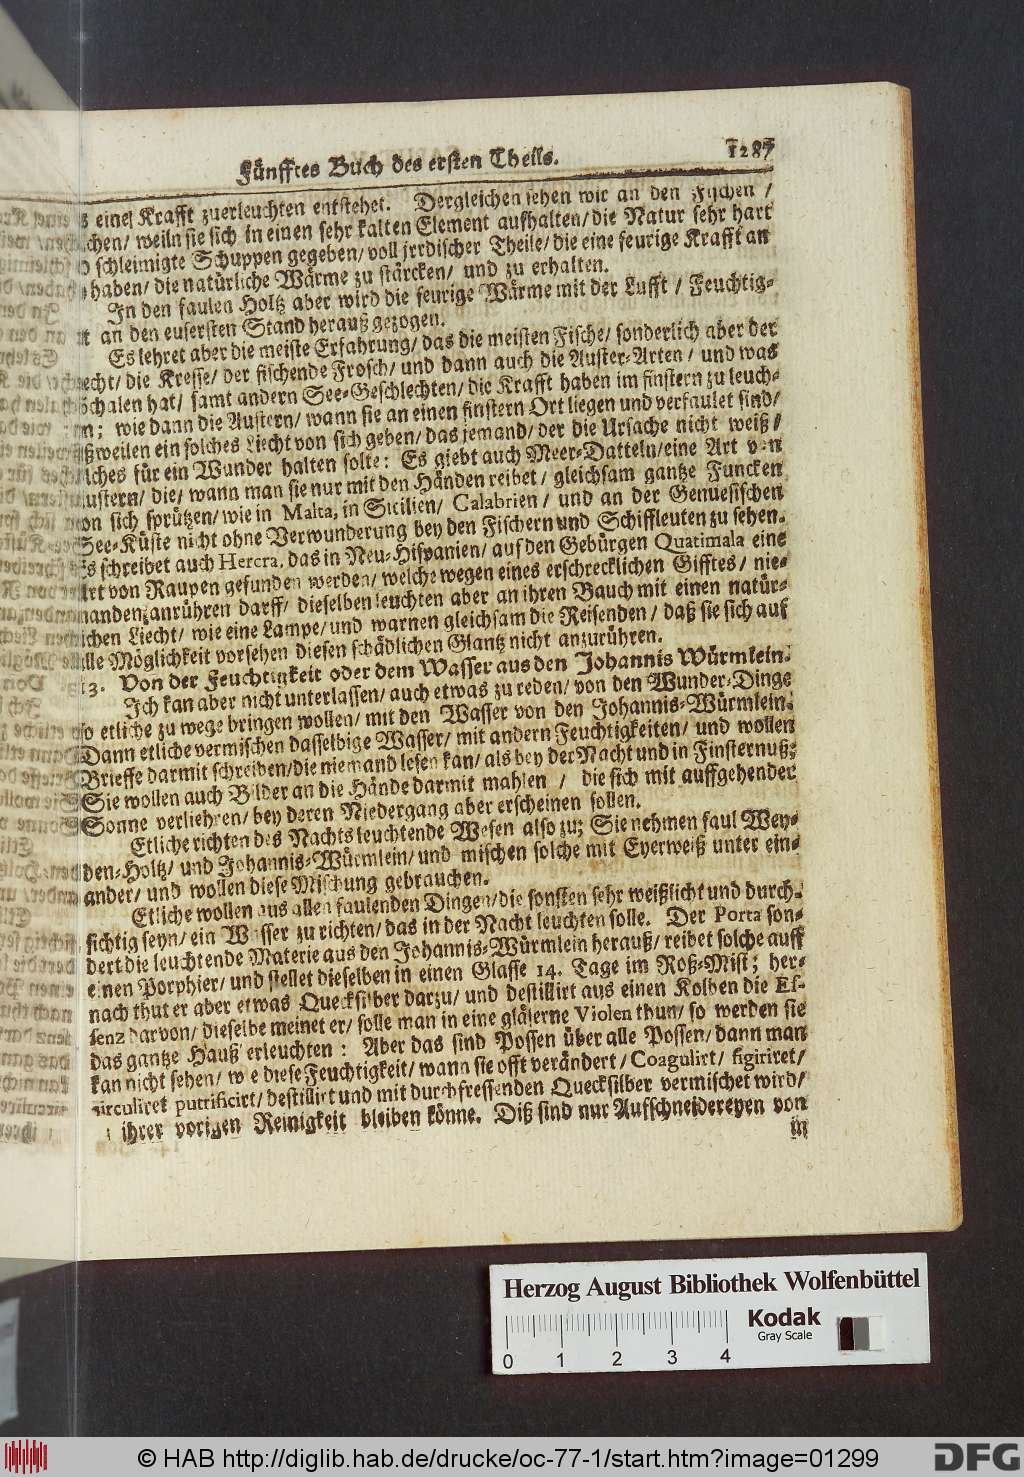 Fünfftes Buch des ersten Theils. 1287
einer Krafft zuerleuchten entstehet. Dergleichen sehen wir an den Fischen /
chen/ weiln sie sich in einen sehr kalten Element aufhalten/ die Natur sehr hart
schleimigte Schuppen gegeben/ voll jrrdischer Theile/ die eine feurige Krafft an
haben/ die natürliche Wärme zu stärcken/ und zu erhalten.
In den faulen Holtz aber wird die feurige Wärme mit der Lufft / Feuchtig-
t an den eusersten Stand herauß gezogen.
Es lehret aber die meiste Erfahrung/ das die meisten Fische/ sonderlich aber der
echt/ die Kresse/ der fischende Frosch/ und dann auch die Auster-Arten / und was
Schalen hat/ samt andern See-Geschlechten/ die Krafft haben im finstern zu leuch-
n; wie dann die Austern/ wann sie an einen finstern Ort liegen und verfaulet sind/
ißweilen ein solches Liecht von sich geben/ das jemand/ der die Ursache nicht weiß /
lches für ein Wunder halten solte: Es giebt auch Meer-Datteln/ eine Art von
ustern/ die/ wann man sie nur mit den Händen reibet / gleichsam gantze Funcken
on sich sprützen/ wie in Malta, in Sicilien/ Calabrien / und an der Genuesischen
See-Küste nicht ohne Verwunderung bey den Fischern und Schiffleuten zu sehen.
Es schreibet auch Hercra, das in Neu-Hispanien/ auf den Gebürgen Quatimala eine
Art von Raupen gefunden werden/ welche wegen eines erschrecklichen Gifftes / nie-
manden anrühren darff/ dieselben leuchten aber an ihren Bauch mit einen natür-
lichen Liecht/ wie eine Lampe/ und warnen gleichsam die Reisenden / daß sie sich auf
alle Möglichkeit vorsehen diesen schädlichen Glantz nicht anzurühren.
13. Von der Feuchtigkeit oder dem Wasser aus den Johannis Würmlein.
Ich kan aber nicht unterlassen/ auch etwas zu reden/ von den Wunder-Dinge
so etliche zu wege bringen wollen/ mit den Wasser von den Johannis-Würmlein.
Dann etliche vermischen dasselbige Wasser/ mit andern Feuchtigkeiten/ und wollen
Brieffe darmit schreiben/ die niemand lesen kan/ als bey der Nacht und in Finsternuß:
Sie wollen auch Bilder an die Hände darmit mahlen / die sich mit auffgehender
Sonne verliehren/ bey deren Niedergang aber erscheinen sollen.
Etliche richten des Nachts leuchtende Wesen also zu; Sie nehmen faul Wey-
den-Holtz/ und Johannis-Würmlein/ und mischen solche mit Eyerweiß unter ein-
ander/ und wollen diese Mischung gebrauchen.
Etliche wollen aus allen faulenden Dingen/ die sonsten sehr weißlicht und durch-
sichtig seyn/ ein Wasser zu richten/ das in der Nacht leuchten solle. Der Porta son-
dert die leuchtende Materie aus den Johannis-Würmlein herauß/ reibet solche auff
einen Porphier/ und stellet dieselben in einen Glasse 14. Tage im Roß-Mist; her-
nach thut er aber etwas Quecksilber darzu/ und destillirt aus einen Kolben die Es-
senz darvon/ dieselbe meinet er/ solle man in eine gläserne Violen thun/ so werden sie
das gantze Hauß erleuchten : Aber das sind Possen über alle Possen/ dann man
kan nicht sehen/ wie diese Feuchtigkeit/ wann sie offt verändert / Coagulirt / figiriret/
circuliret putrificirt/ destillirt und mit durchfressenden Quecksilber vermischet wird/
ihrer vorigen Reinigkeit bleiben könne. Diß sind nur Aufschneidereyen von
in
Herzog August Bibliothek Wolfenbüttel
Kodak
Gray Scale
0 1 2 3 4
© HAB http://diglib.hab.de/drucke/oc-77-1/start.htm?image=01299
DFG